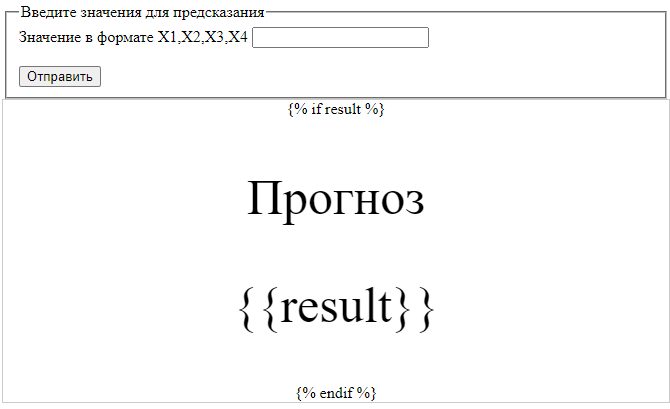 Введите значения для предсказания
Значение в формате X1,X2,X3,X4
Отправить
{% if result %}
Прогноз
{{result}}
{% endif %}